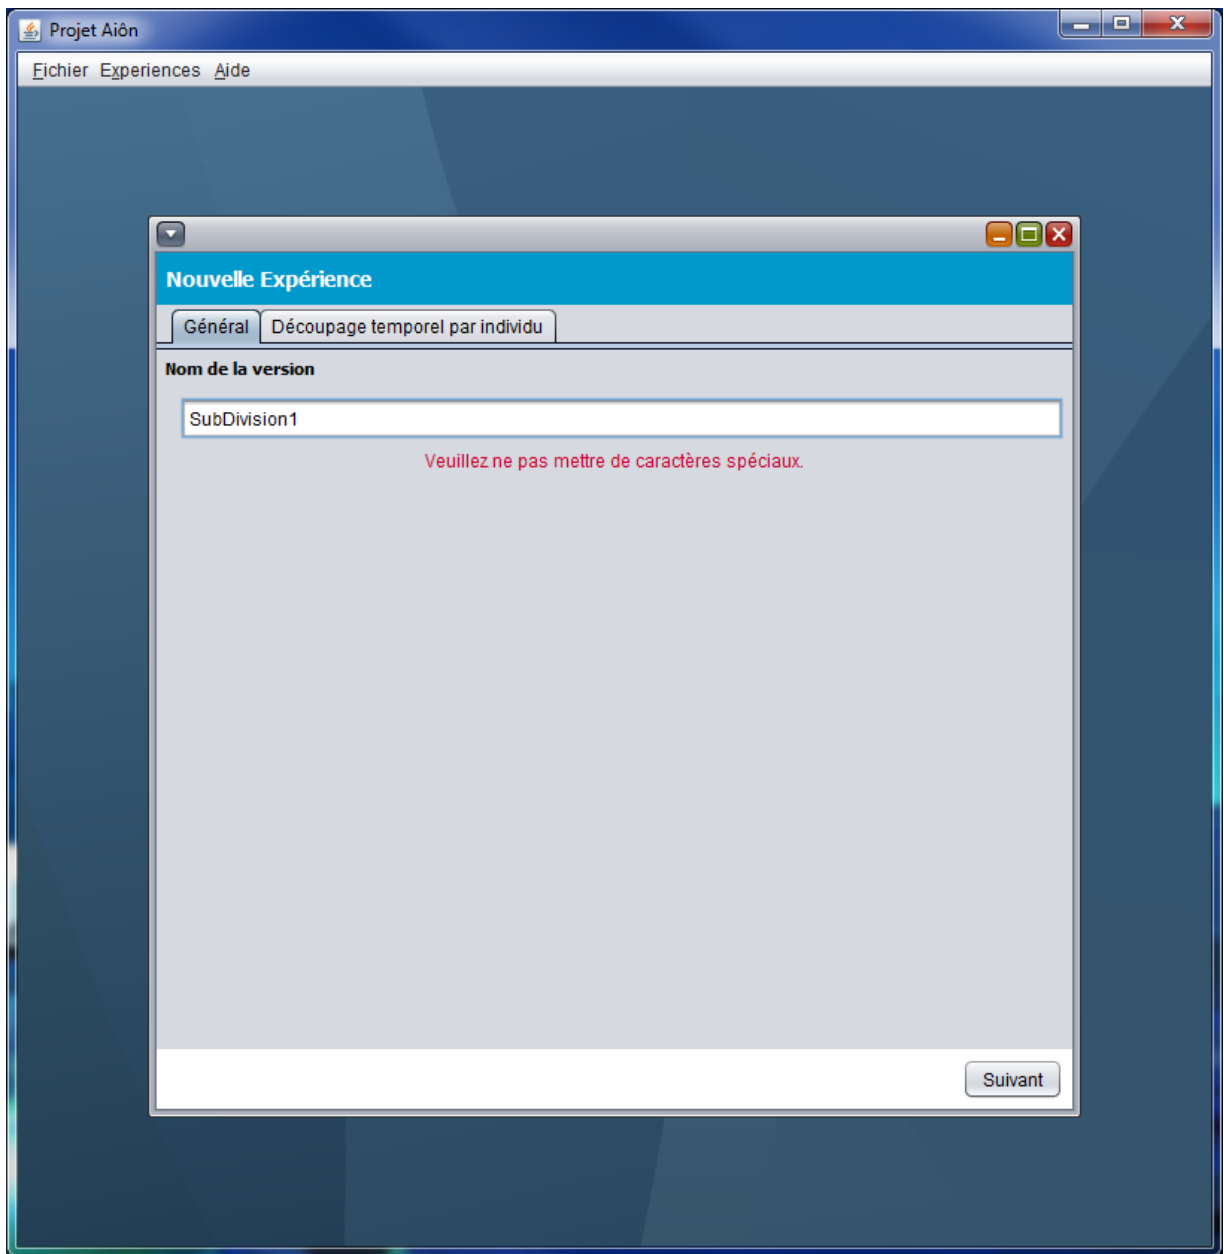 Projet Aiôn
Fichier Experiences Aide
Nouvelle Expérience
Général Découpage temporel par individu
Nom de la version
SubDivision1
Veuillez ne pas mettre de caractères spéciaux.
Suivant